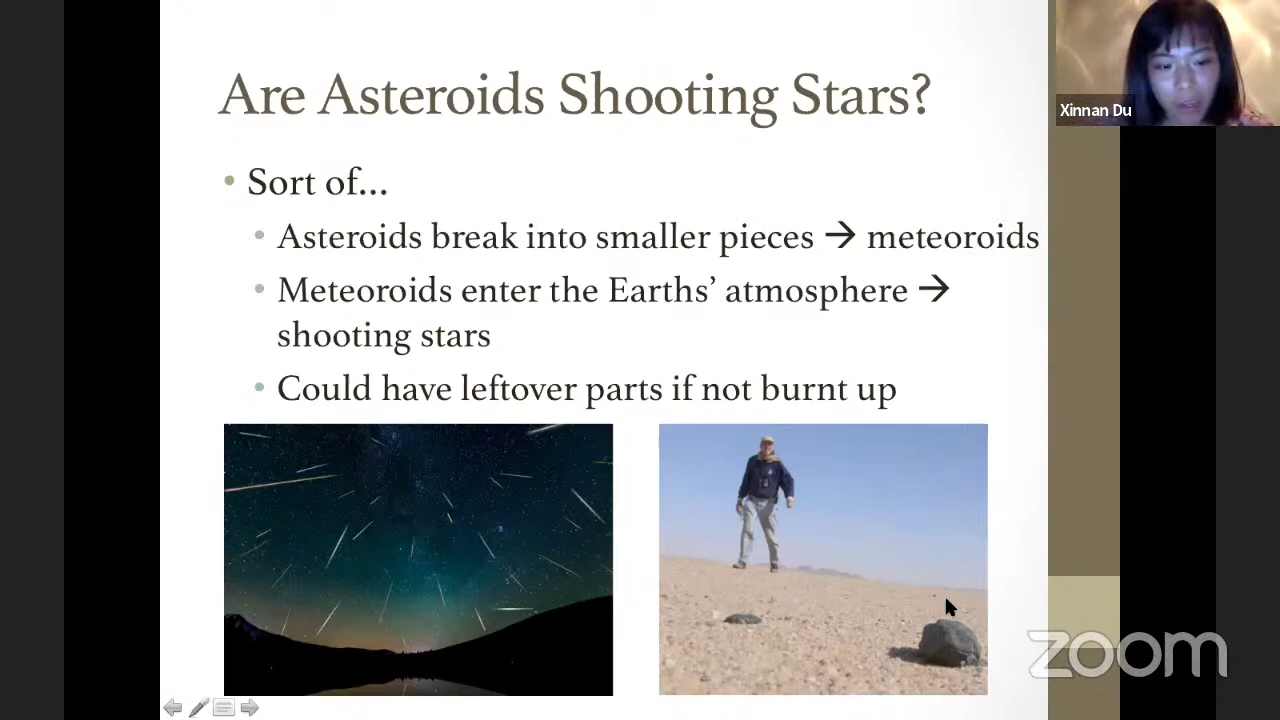 Are Asteroids Shooting Stars?
Xinnan Du
• Sort of...
• Asteroids break into smaller pieces → meteoroids
• Meteoroids enter the Earths’ atmosphere →
shooting stars
• Could have leftover parts if not burnt up
zoom